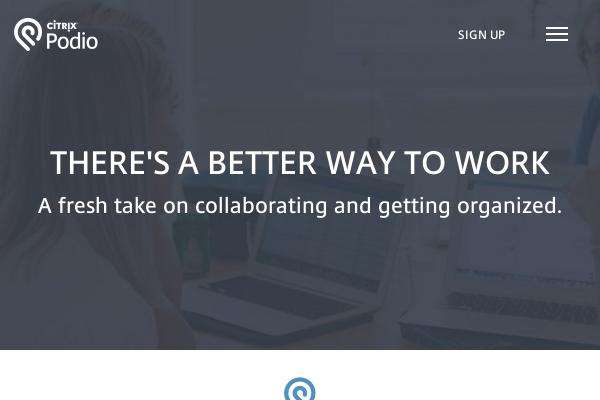 CITRIX
Podio
SIGN UP
THERE'S A BETTER WAY TO WORK
A fresh take on collaborating and getting organized.